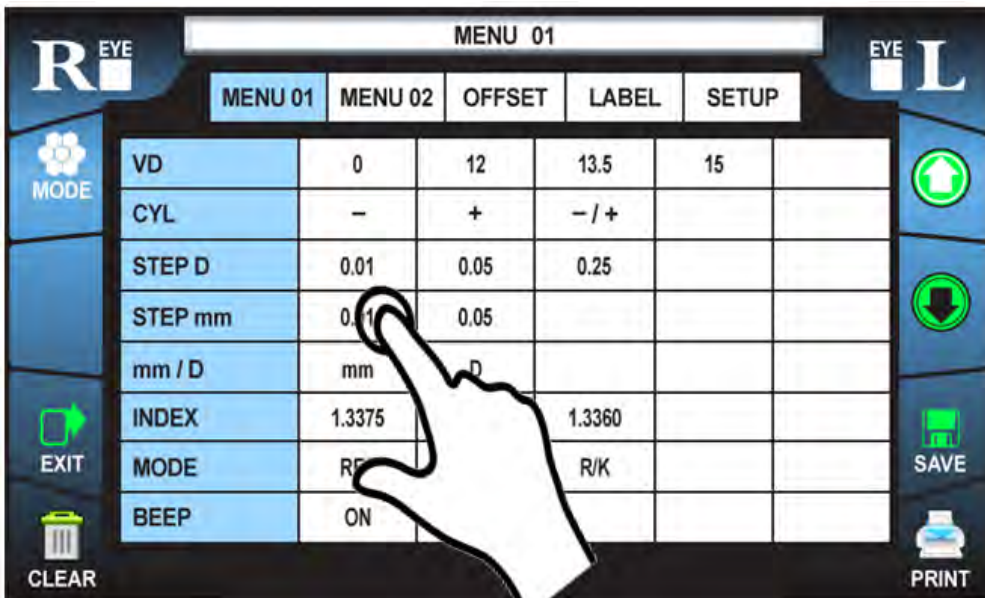 MENU 01
R EYE
EYE L
MENU 01 MENU 02 OFFSET LABEL SETUP
MODE
VD 0 12 13.5 15
CYL – + – / +
STEP D 0.01 0.05 0.25
STEP mm 0.05
mm / D mm D
INDEX 1.3375 1.3360
MODE R/K
BEEP ON
EXIT
SAVE
CLEAR
PRINT